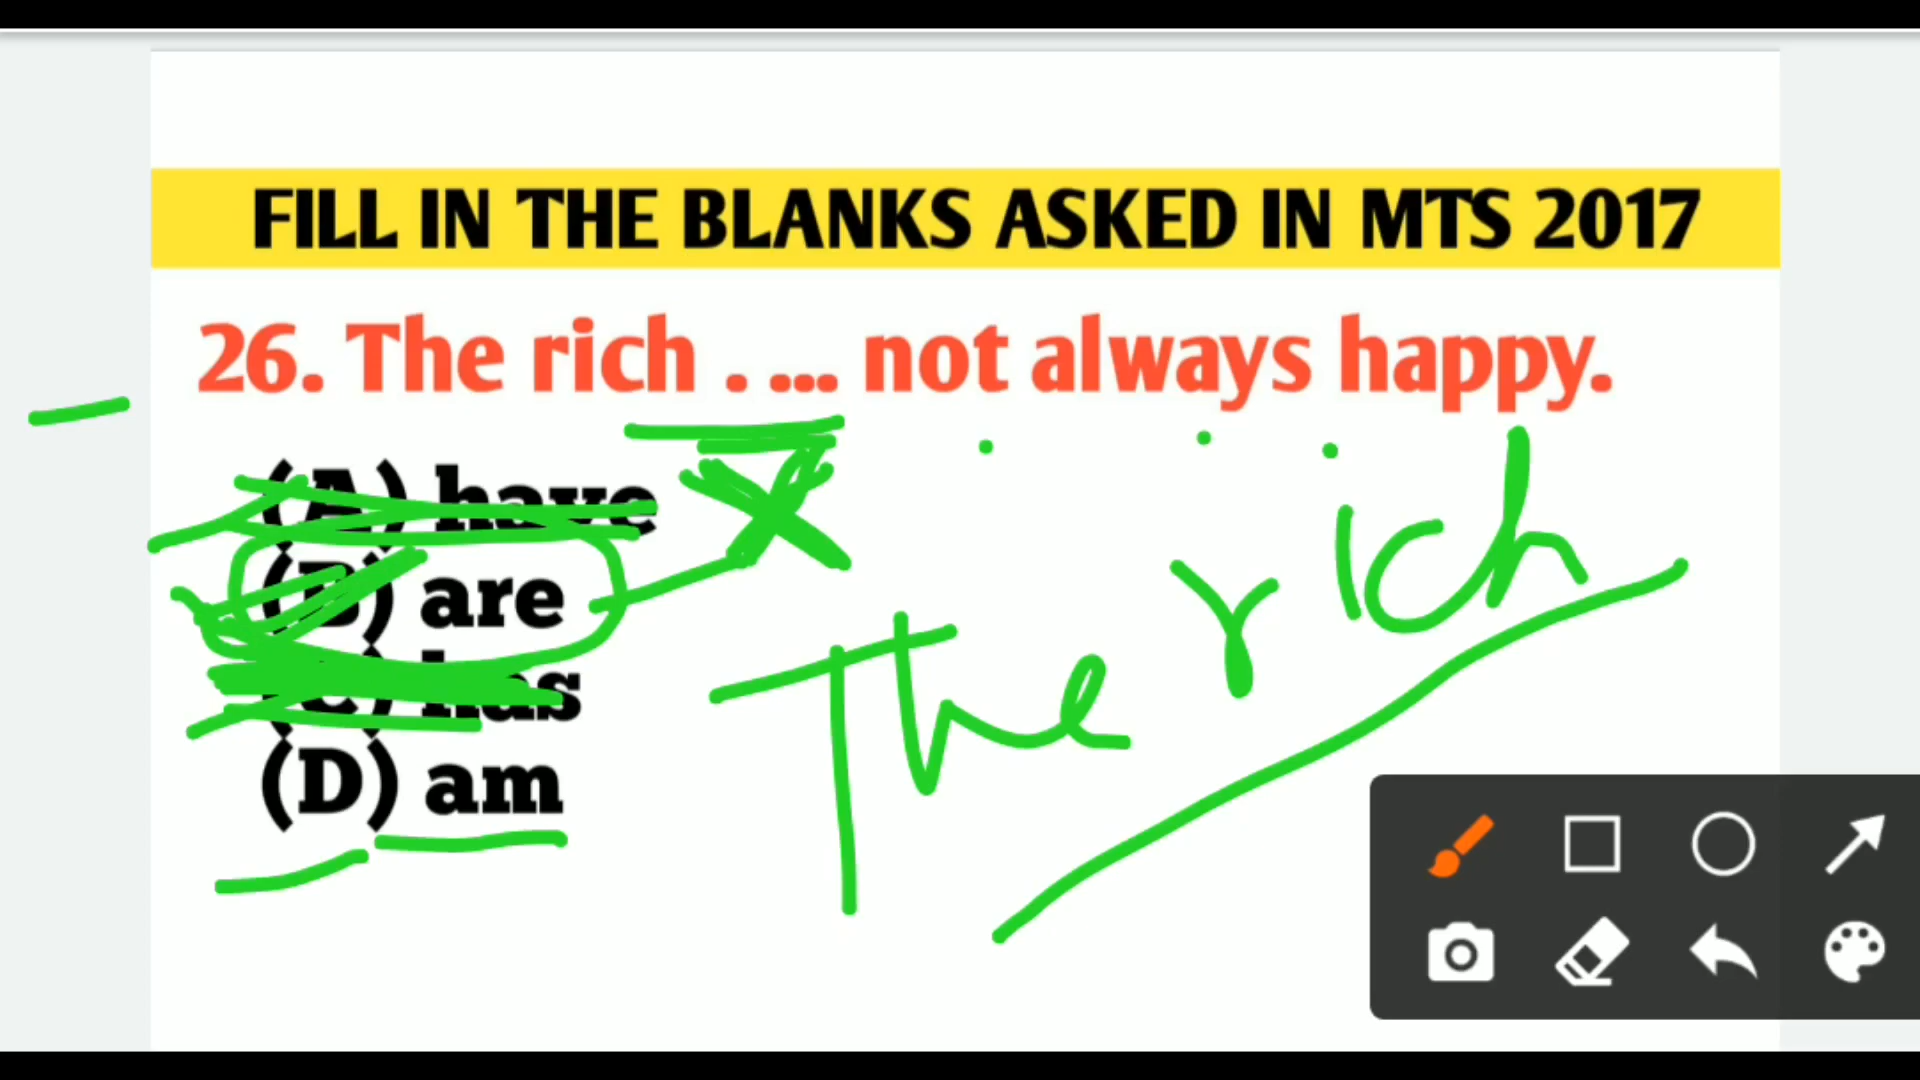 FILL IN THE BLANKS ASKED IN MTS 2017
26. The rich . ... not always happy.
(A) have
(B) are
(C) has
(D) am
The rich